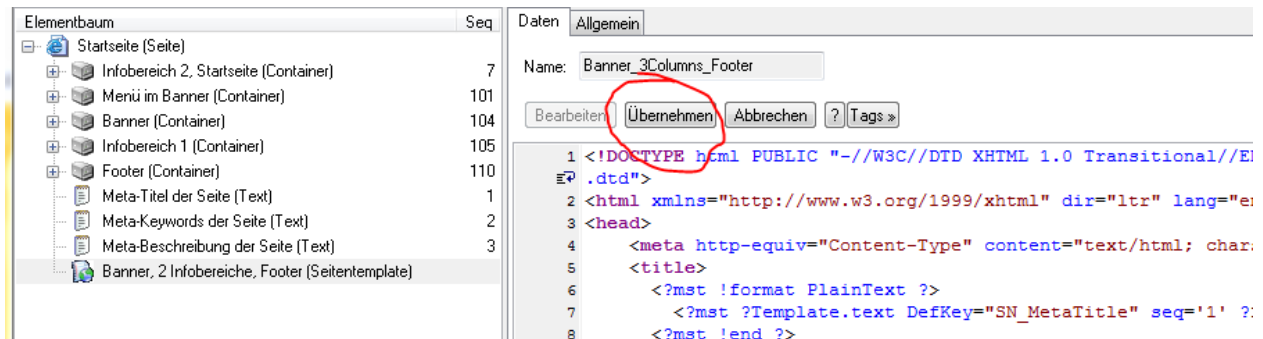 Elementbaum Seq
Startseite (Seite)
Infobereich 2, Startseite (Container) 7
Menü im Banner (Container) 101
Banner (Container) 104
Infobereich 1 (Container) 105
Footer (Container) 110
Meta-Titel der Seite (Text) 1
Meta-Keywords der Seite (Text) 2
Meta-Beschreibung der Seite (Text) 3
Banner, 2 Infobereiche, Footer (Seitentemplate)
Daten Allgemein
Name: Banner_3Columns_Footer
Bearbeiten Übernehmen Abbrechen ? Tags »
1 <!DOCTYPE html PUBLIC "-//W3C//DTD XHTML 1.0 Transitional//E
.dtd">
2 <html xmlns="http://www.w3.org/1999/xhtml" dir="ltr" lang="e
3 <head>
4 <meta http-equiv="Content-Type" content="text/html; char
5 <title>
6 <?mst !format PlainText ?>
7 <?mst ?Template.text DefKey="SN_MetaTitle" seq='1' ?
8 <?mst !end ?>